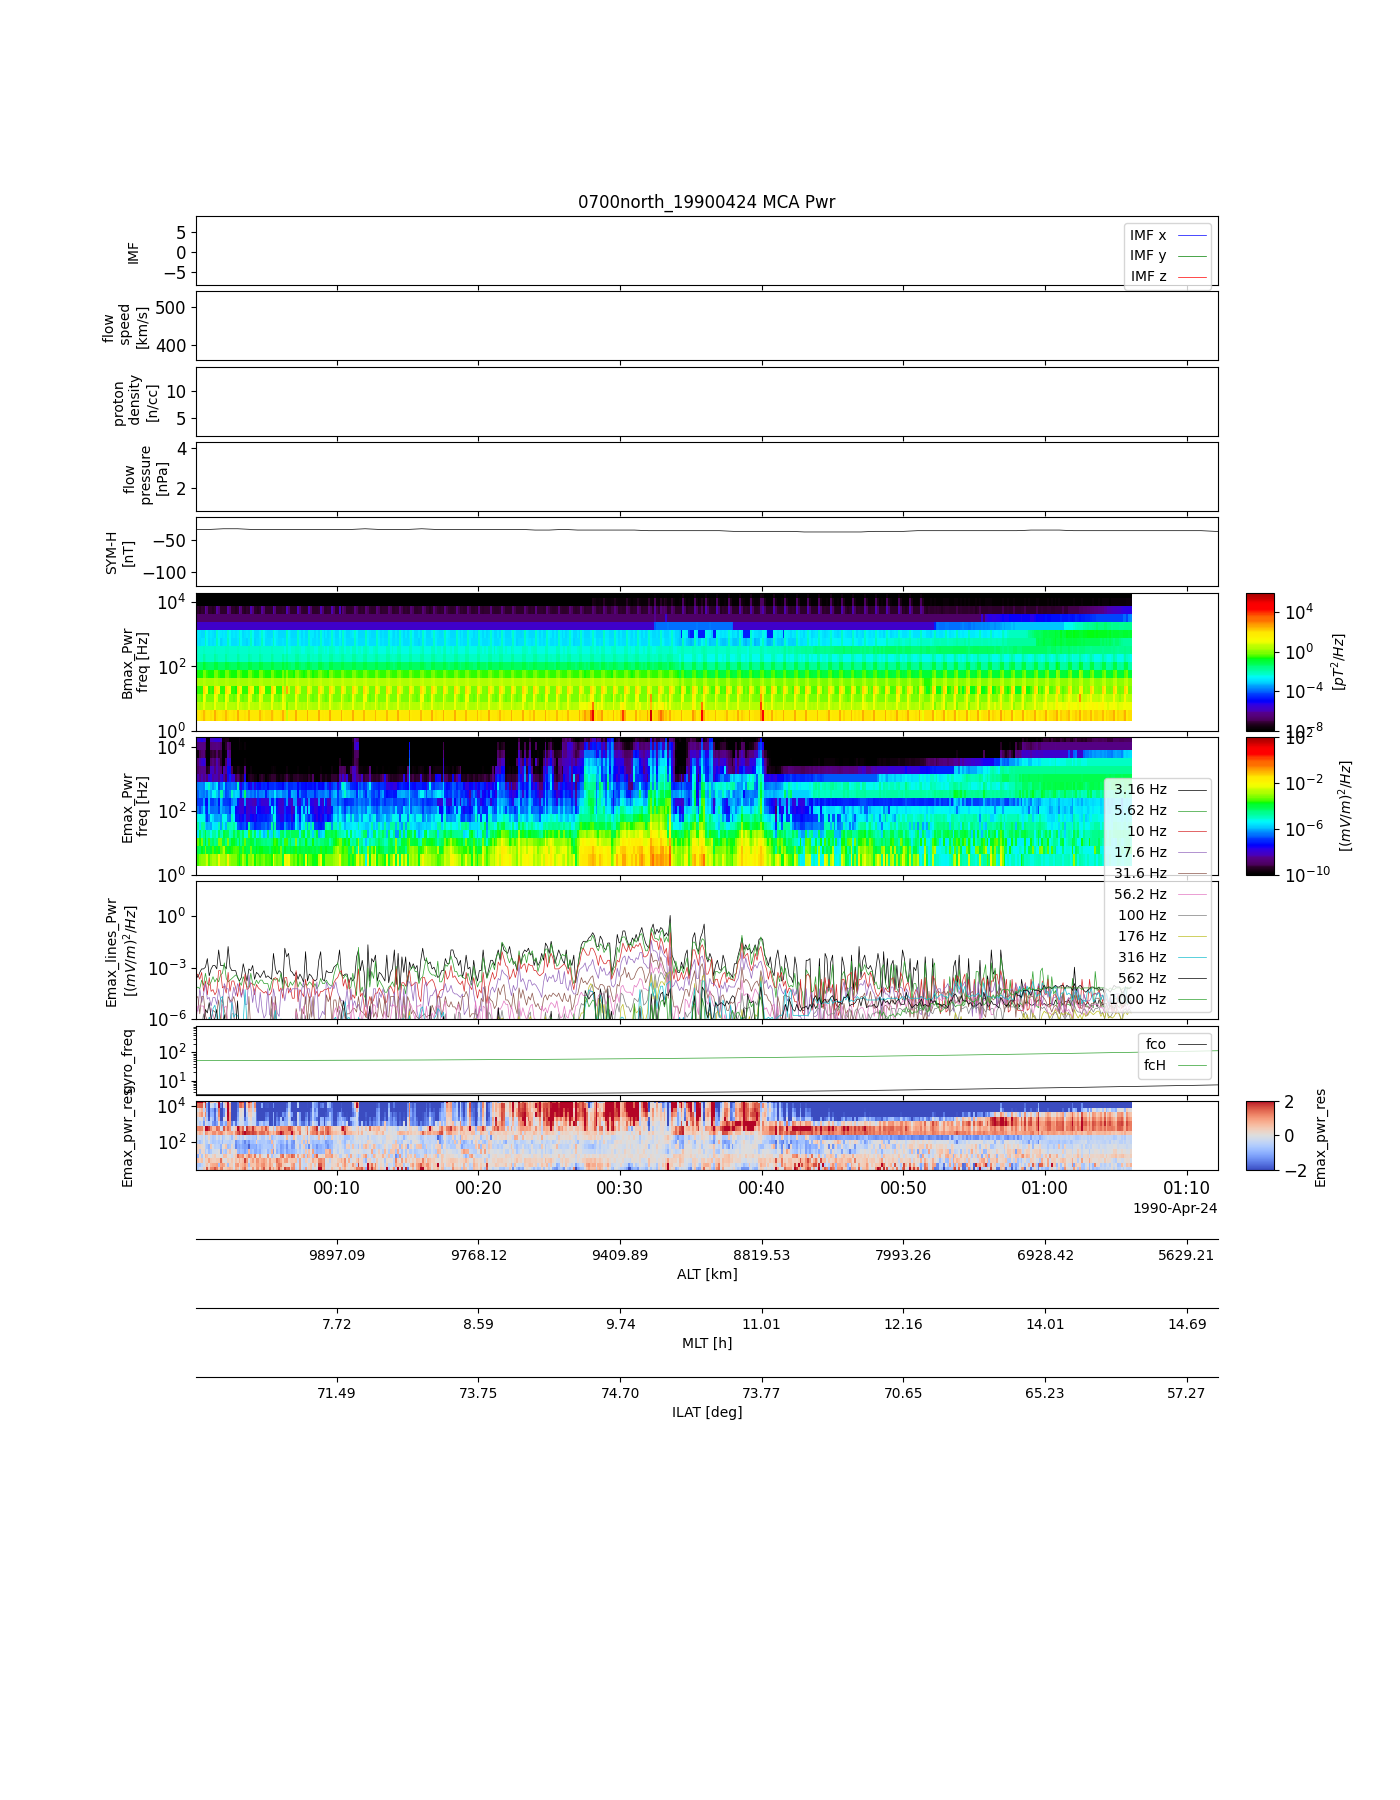 0700north_19900424 MCA Pwr
IMF
5
0
−5
IMF x
IMF y
IMF z
flow
speed
[km/s]
500
400
proton
density
[n/cc]
10
5
flow
pressure
[nPa]
4
2
SYM-H
[nT]
−50
−100
Bmax_Pwr
freq [Hz]
10^4
10^2
10^0
10^4
10^0
10^−4
10^−8
[pT^2/Hz]
Emax_Pwr
freq [Hz]
10^4
10^2
10^0
10^2
10^−2
10^−6
10^−10
[(mV/m)^2/Hz]
3.16 Hz
5.62 Hz
10 Hz
17.6 Hz
31.6 Hz
56.2 Hz
100 Hz
176 Hz
316 Hz
562 Hz
1000 Hz
Emax_lines_Pwr
[(mV/m)^2/Hz]
10^0
10^−3
10^−6
gyro_freq
10^2
10^1
fco
fcH
Emax_pwr_res
10^4
10^2
2
0
−2
Emax_pwr_res
00:10 00:20 00:30 00:40 00:50 01:00 01:10
1990-Apr-24
9897.09 9768.12 9409.89 8819.53 7993.26 6928.42 5629.21
ALT [km]
7.72 8.59 9.74 11.01 12.16 14.01 14.69
MLT [h]
71.49 73.75 74.70 73.77 70.65 65.23 57.27
ILAT [deg]